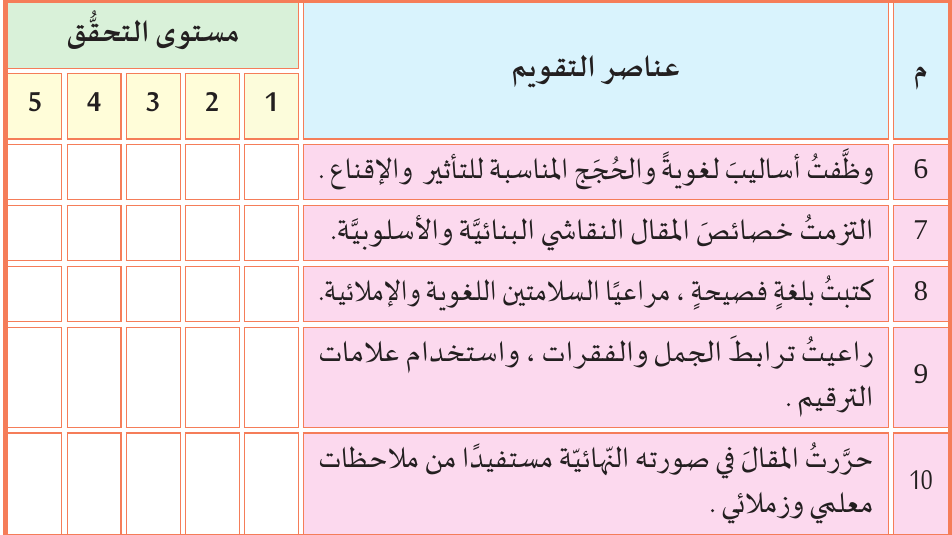 م
عناصر التقويم
مستوى التحقُّق
1 2 3 4 5
6 وظَّفتُ أساليبَ لغويةً والحُجَج المناسبة للتأثير والإقناع .
7 التزمتُ خصائصَ المقال النقاشي البنائيَّة والأسلوبيَّة.
8 كتبتُ بلغةٍ فصيحةٍ ، مراعيًا السلامتين اللغوية والإملائية.
9 راعيتُ ترابطَ الجمل والفقرات ، واستخدام علامات
الترقيم .
10 حرَّرتُ المقالَ في صورته النّهائيّة مستفيدًا من ملاحظات
معلمي وزملائي .